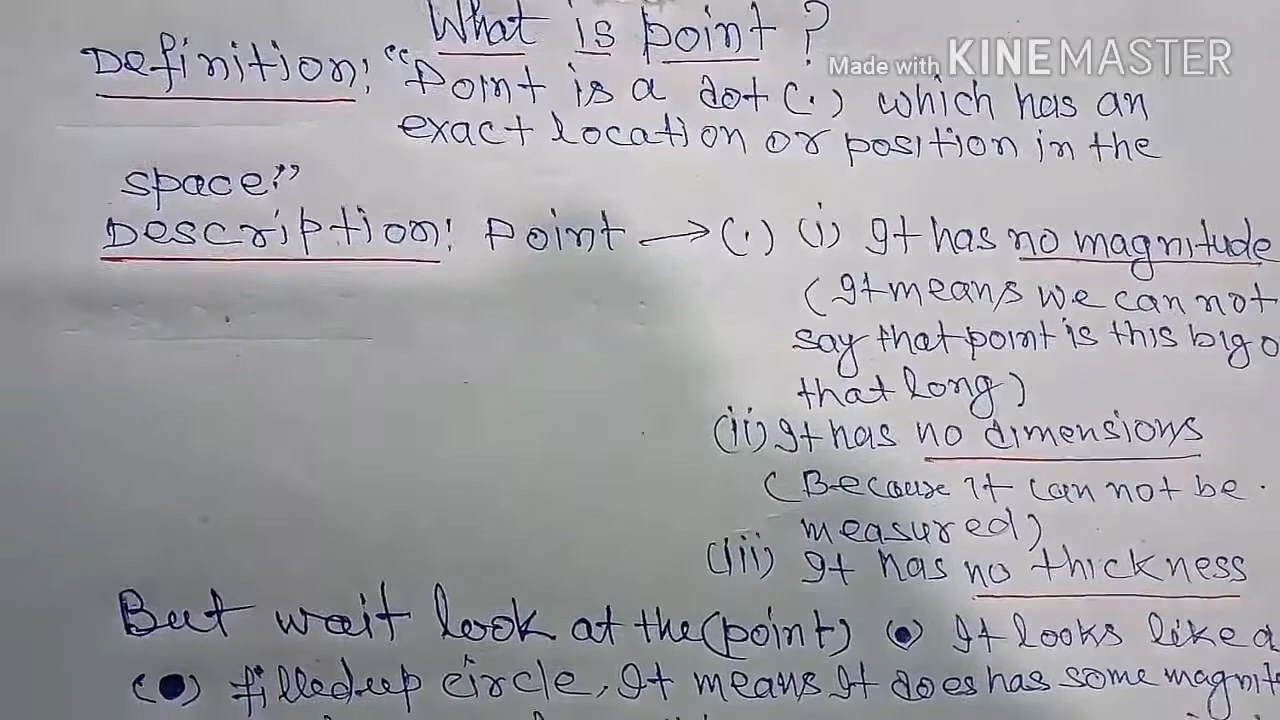 What is point ?
Made with KINEMASTER
Definition: "Point is a dot (.) which has an
exact location or position in the
space."
Description: Point → (.) (i) It has no magnitude
(It means we can not
say that point is this big o
that long)
(ii) It has no dimensions
(Because it can not be
measured)
(iii) It has no thickness
But wait look at the (point) (•) It looks like a
(●) filledup circle, It means It does has some magnit